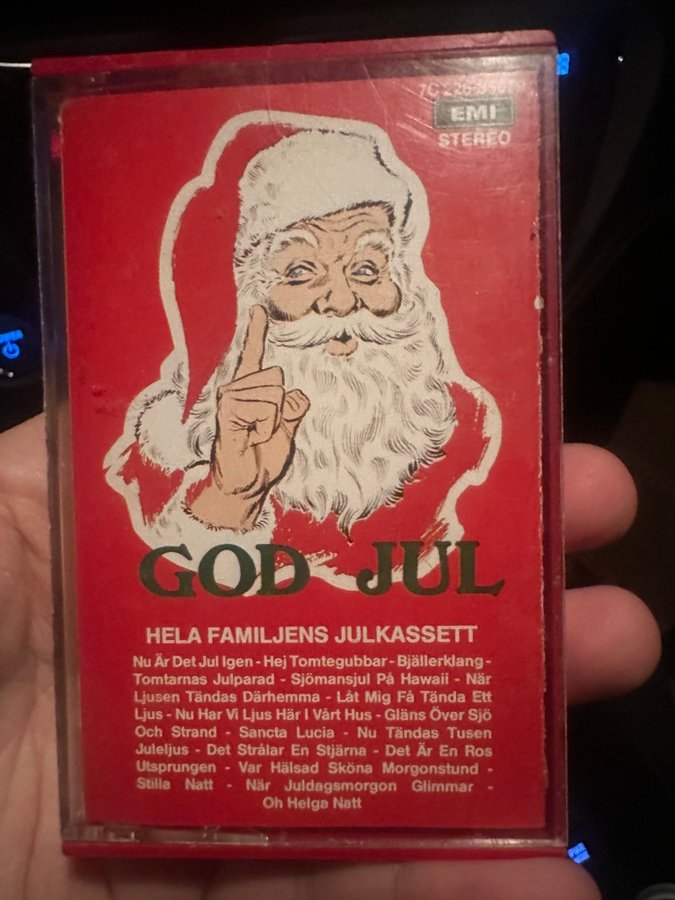 EMI
STEREO
GOD JUL
HELA FAMILJENS JULKASSETT
Nu Är Det Jul Igen - Hej Tomtegubbar - Bjällerklang -
Tomtarnas Julparad - Sjömansjul På Hawaii - När
Ljusen Tändas Därhemma - Låt Mig Få Tända Ett
Ljus - Nu Har Vi Ljus Här I Vårt Hus - Gläns Över Sjö
Och Strand - Sancta Lucia - Nu Tändas Tusen
Juleljus - Det Strålar En Stjärna - Det Är En Ros
Utsprungen - Var Hälsad Sköna Morgonstund -
Stilla Natt - När Juldagsmorgon Glimmar -
Oh Helga Natt